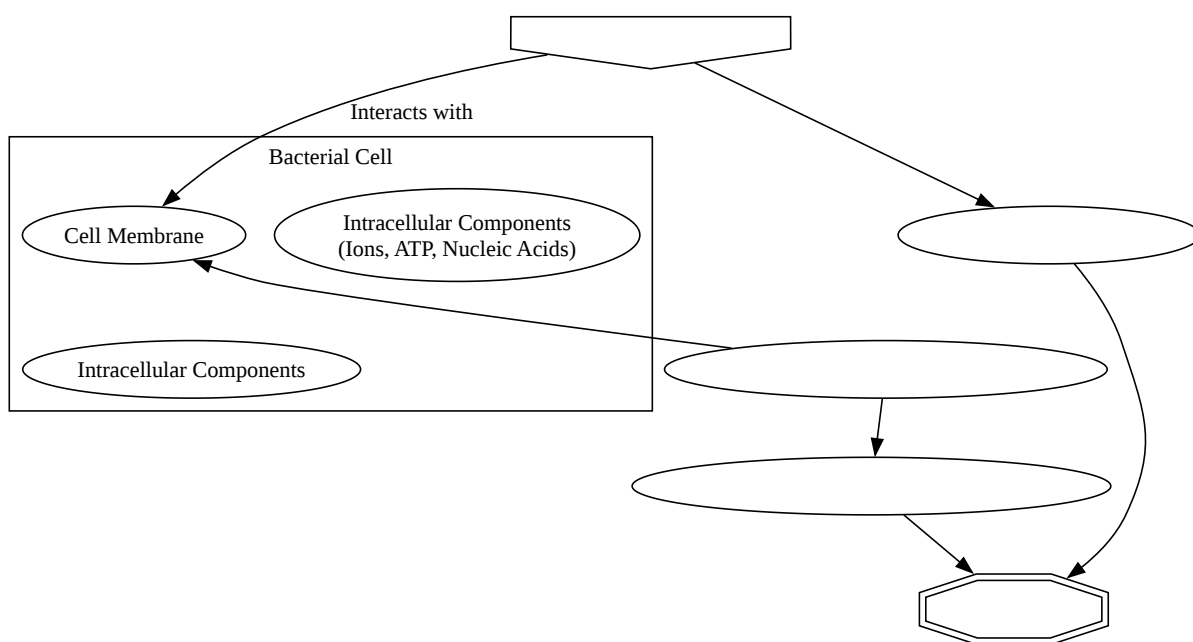 Interacts with
Bacterial Cell
Cell Membrane
Intracellular Components
(Ions, ATP, Nucleic Acids)
Intracellular Components